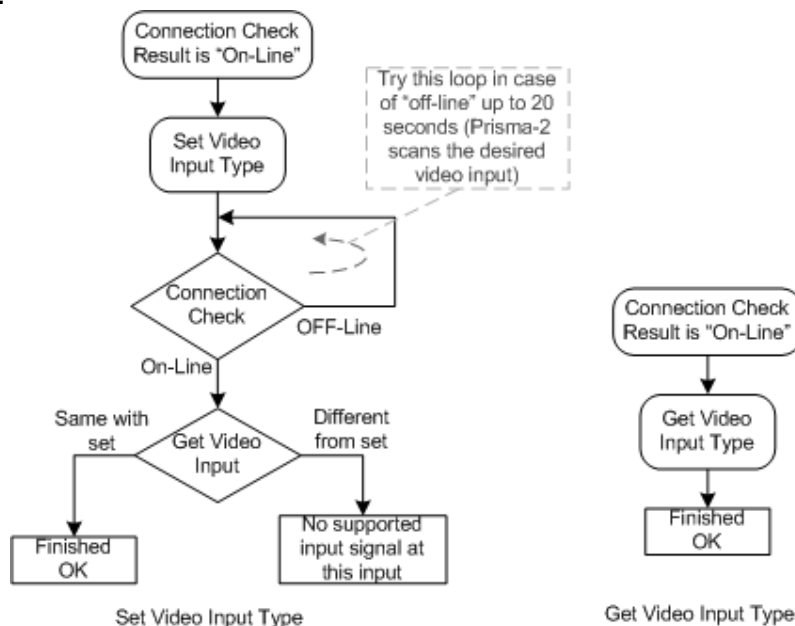 Connection Check
Result is "On-Line"
Try this loop in case
of "off-line" up to 20
seconds (Prisma-2
scans the desired
video input)
Set Video
Input Type
Connection
Check
OFF-Line
On-Line
Same with
set
Get Video
Input
Different
from set
Finished
OK
No supported
input signal at
this input
Set Video Input Type
Connection Check
Result is "On-Line"
Get Video
Input Type
Finished
OK
Get Video Input Type